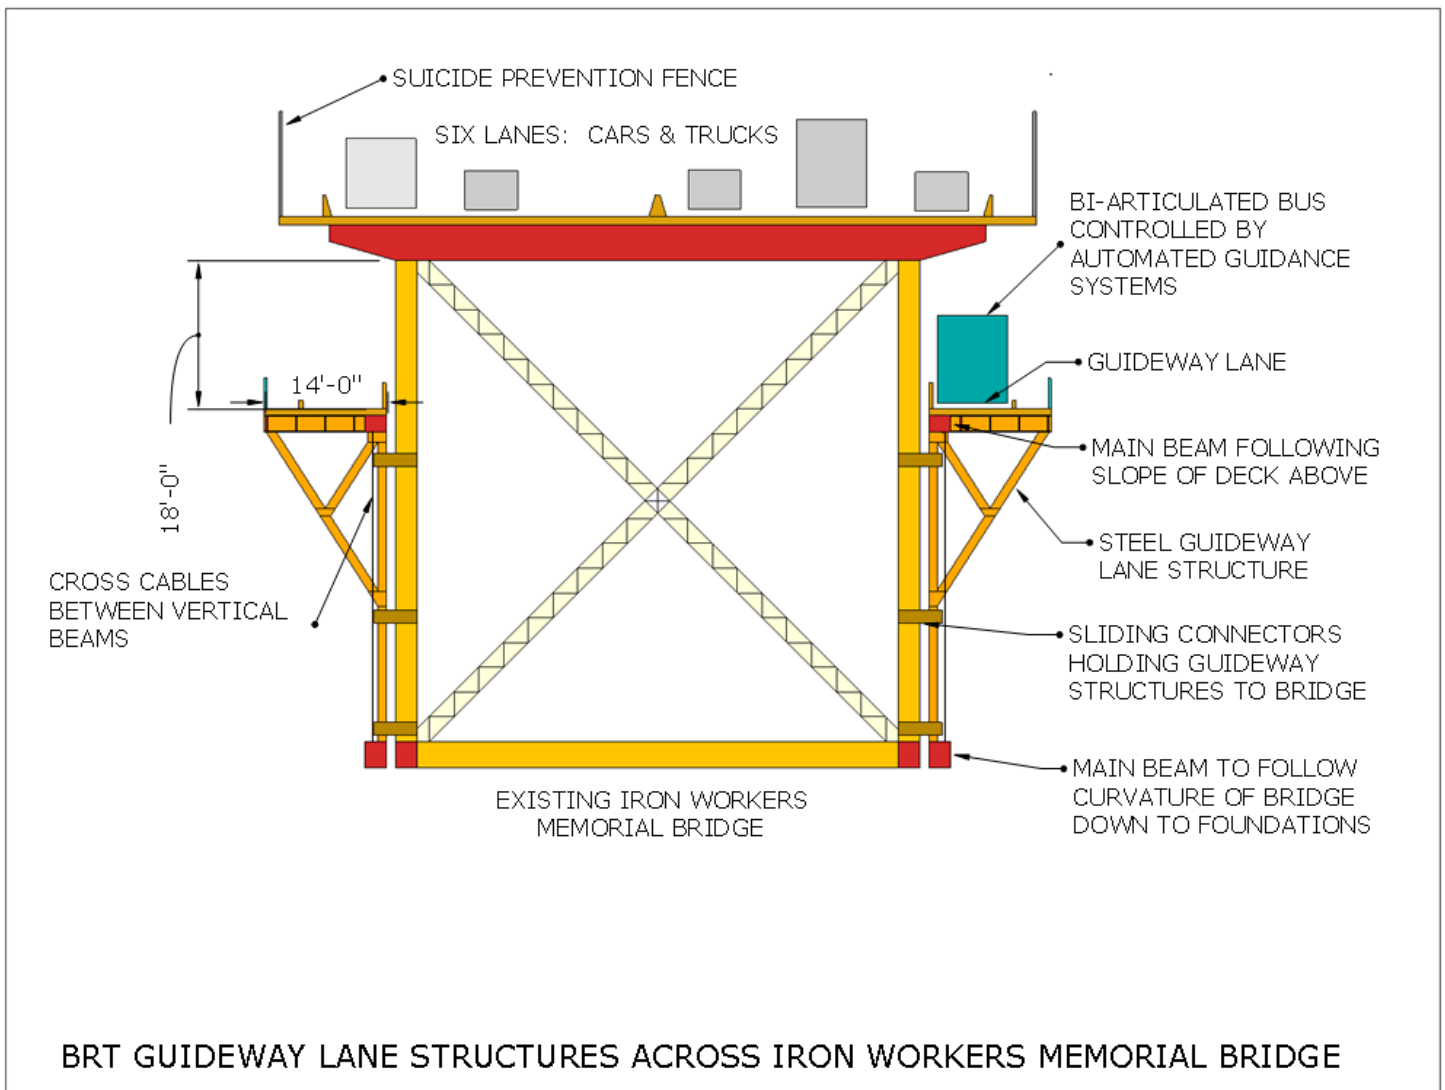 SUICIDE PREVENTION FENCE
SIX LANES: CARS & TRUCKS
BI-ARTICULATED BUS
CONTROLLED BY
AUTOMATED GUIDANCE
SYSTEMS
GUIDEWAY LANE
14'-0"
18'-0"
MAIN BEAM FOLLOWING
SLOPE OF DECK ABOVE
STEEL GUIDEWAY
LANE STRUCTURE
CROSS CABLES
BETWEEN VERTICAL
BEAMS
SLIDING CONNECTORS
HOLDING GUIDEWAY
STRUCTURES TO BRIDGE
MAIN BEAM TO FOLLOW
CURVATURE OF BRIDGE
DOWN TO FOUNDATIONS
EXISTING IRON WORKERS
MEMORIAL BRIDGE
BRT GUIDEWAY LANE STRUCTURES ACROSS IRON WORKERS MEMORIAL BRIDGE